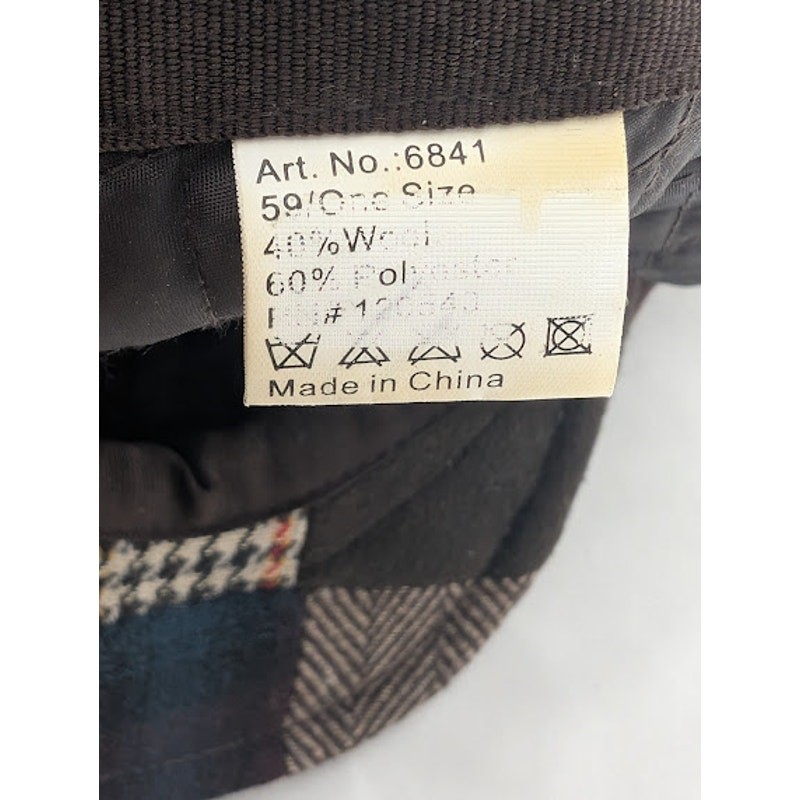 Art. No.:6841
59/One Size
40%Wool
60% Polyester
Made in China